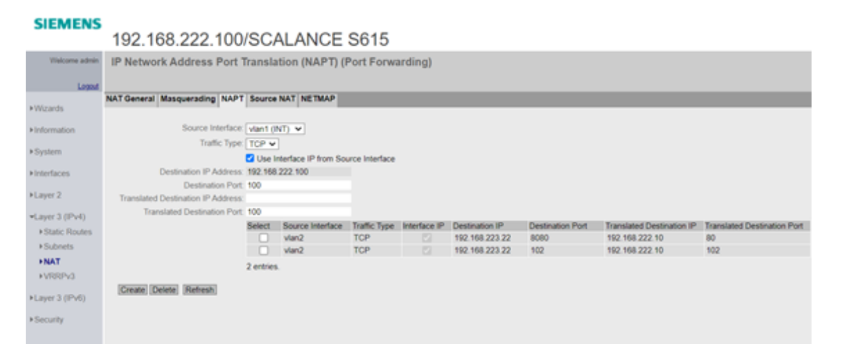 SIEMENS
192.168.222.100/SCALANCE S615
Welcome admin
Logout
IP Network Address Port Translation (NAPT) (Port Forwarding)
NAT General Masquerading NAPT Source NAT NETMAP
Wizards
Information
System
Interfaces
Layer 2
Layer 3 (IPv4)
Static Routes
Subnets
NAT
VRRPv3
Layer 3 (IPv6)
Security
Source Interface: vlan1 (INT)
Traffic Type: TCP
Use Interface IP from Source Interface
Destination IP Address: 192.168.222.100
Destination Port: 100
Translated Destination IP Address:
Translated Destination Port: 100
Select Source Interface Traffic Type Interface IP Destination IP Destination Port Translated Destination IP Translated Destination Port
vlan2 TCP 192.168.223.22 8080 192.168.222.10 80
vlan2 TCP 192.168.223.22 102 192.168.222.10 102
2 entries.
Create Delete Refresh